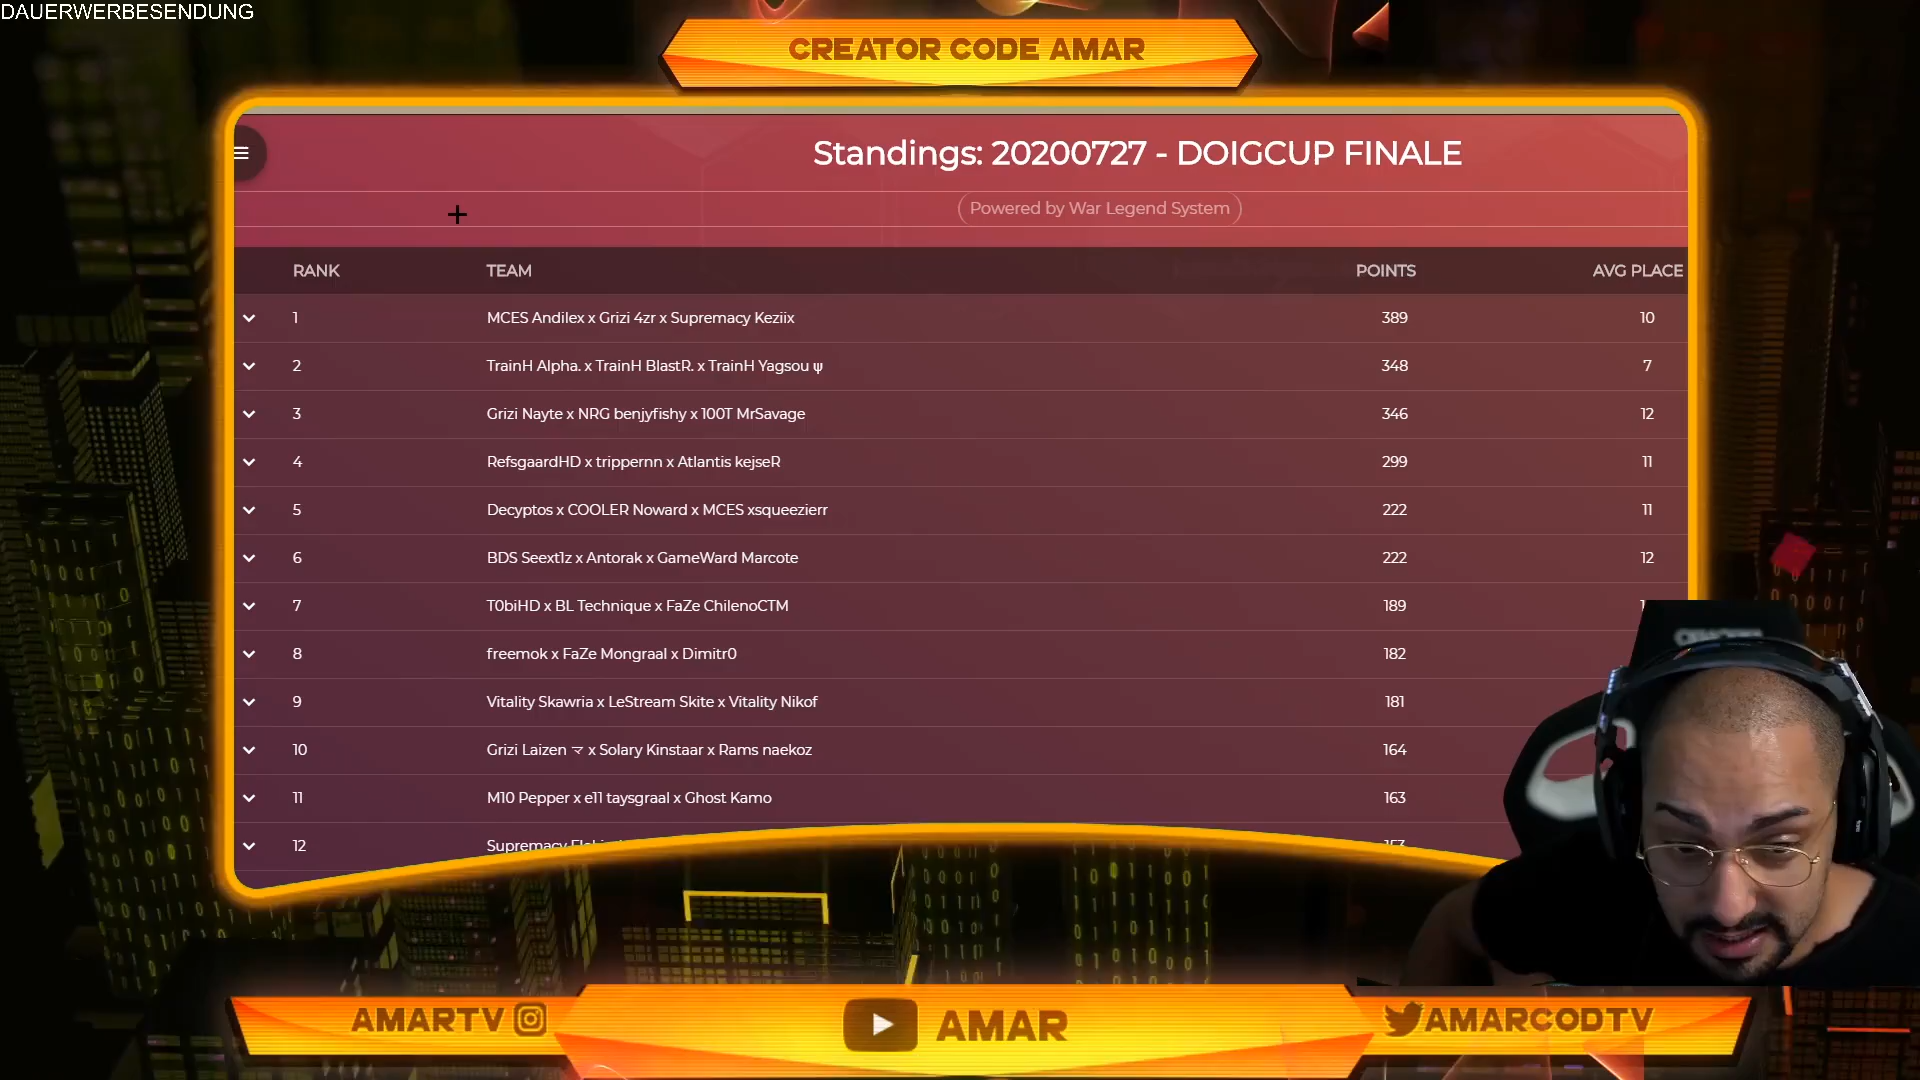 DAUERWERBESENDUNG
CREATOR CODE AMAR
Standings: 20200727 - DOIGCUP FINALE
Powered by War Legend System
RANK TEAM POINTS AVG PLACE
1 MCES Andilex x Grizi 4zr x Supremacy Keziix 389 10
2 TrainH Alpha. x TrainH BlastR. x TrainH Yagsou ψ 348 7
3 Grizi Nayte x NRG benjyfishy x 100T MrSavage 346 12
4 RefsgaardHD x trippernn x Atlantis kejseR 299 11
5 Decyptos x COOLER Noward x MCES xsqueezierr 222 11
6 BDS Seext1z x Antorak x GameWard Marcote 222 12
7 T0biHD x BL Technique x FaZe ChilenoCTM 189
8 freemok x FaZe Mongraal x Dimitr0 182
9 Vitality Skawria x LeStream Skite x Vitality Nikof 181
10 Grizi Laizen マ x Solary Kinstaar x Rams naekoz 164
11 M10 Pepper x e11 taysgraal x Ghost Kamo 163
12 Supremacy
AMARTV AMAR AMARCODTV